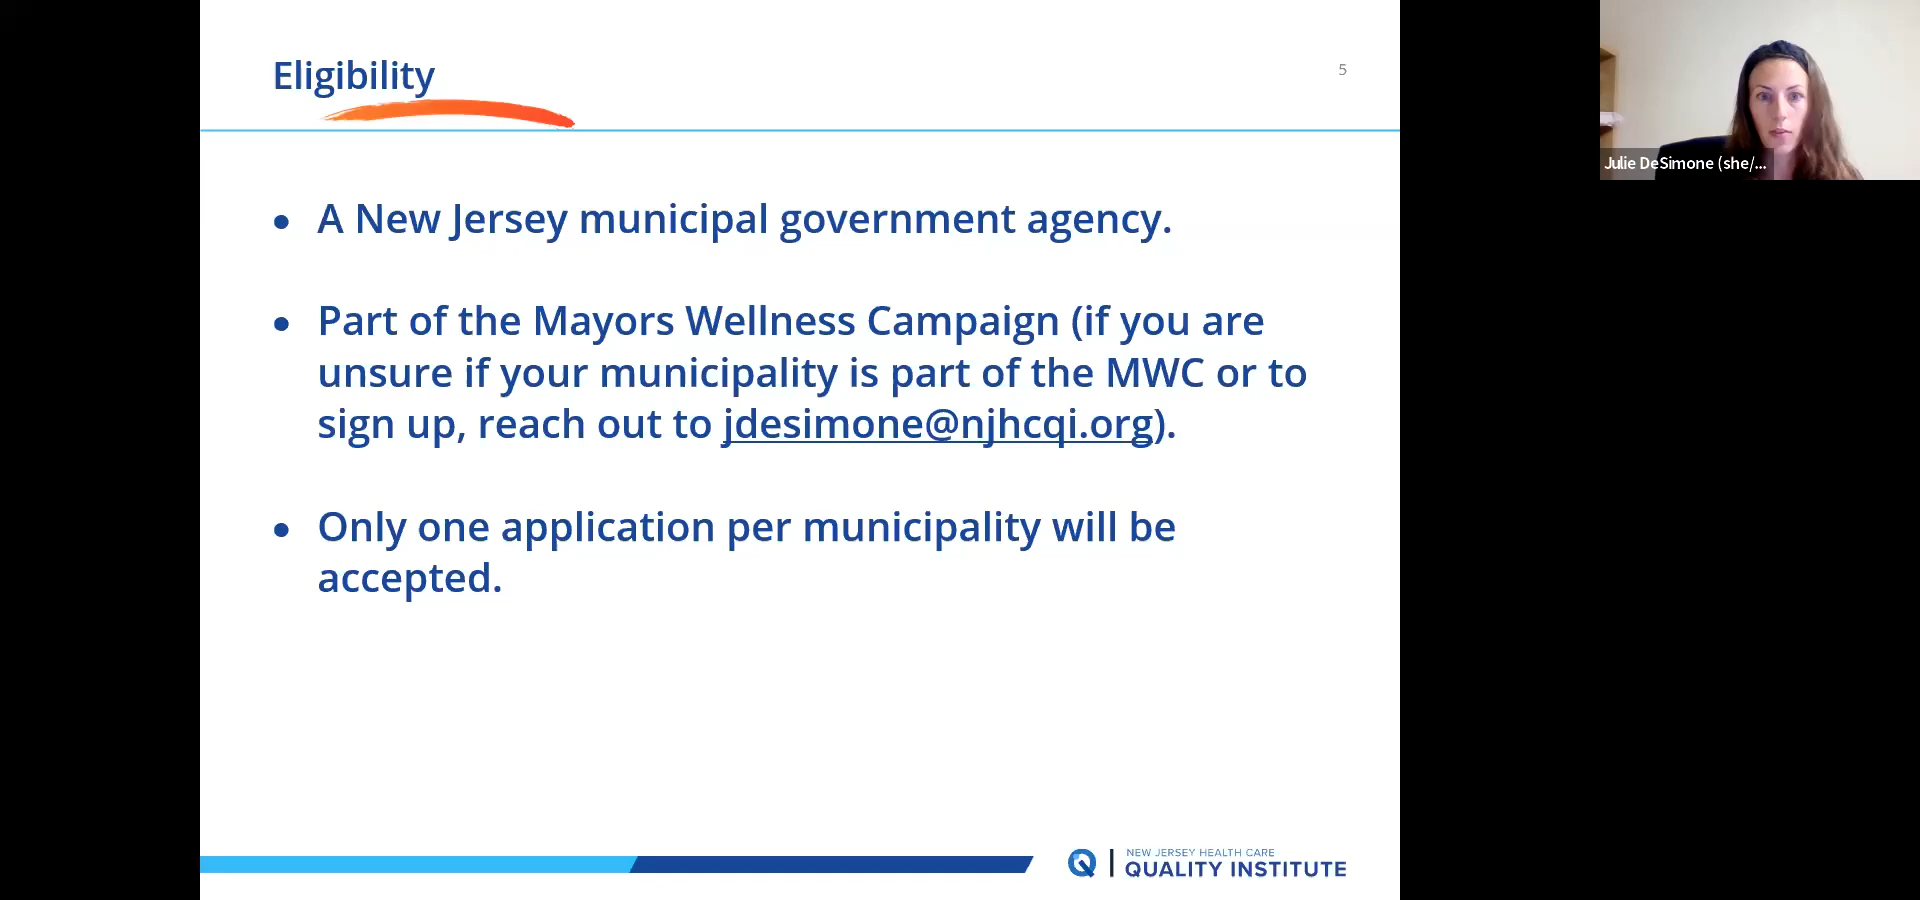 Eligibility
5
• A New Jersey municipal government agency.
• Part of the Mayors Wellness Campaign (if you are
unsure if your municipality is part of the MWC or to
sign up, reach out to jdesimone@njhcqi.org).
• Only one application per municipality will be
accepted.
NEW JERSEY HEALTH CARE
QUALITY INSTITUTE
Julie DeSimone (she/...